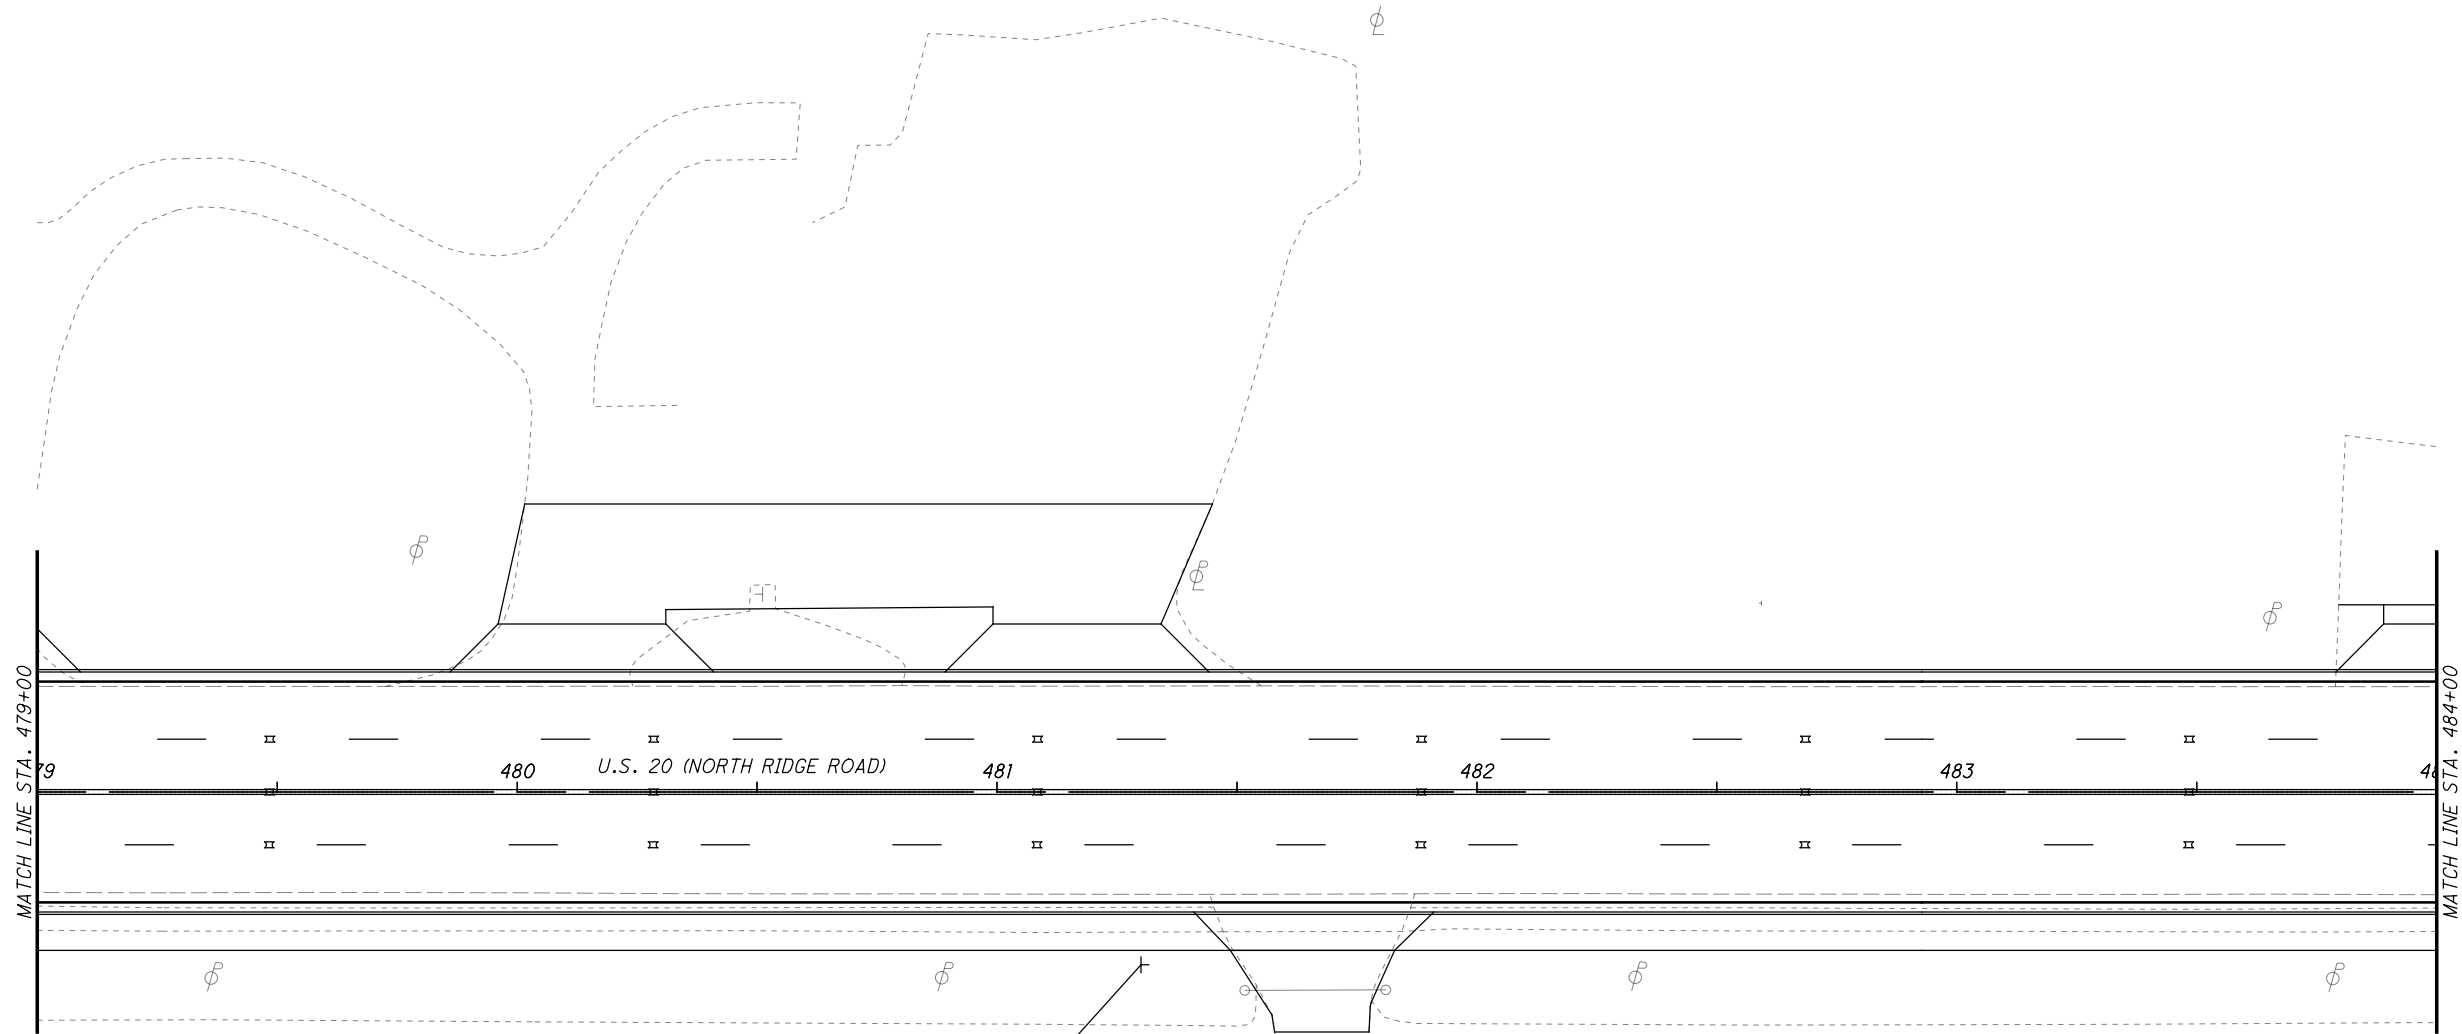 MATCH LINE STA. 479+00
79
480
U.S. 20 (NORTH RIDGE ROAD)
481
482
483
MATCH LINE STA. 484+00